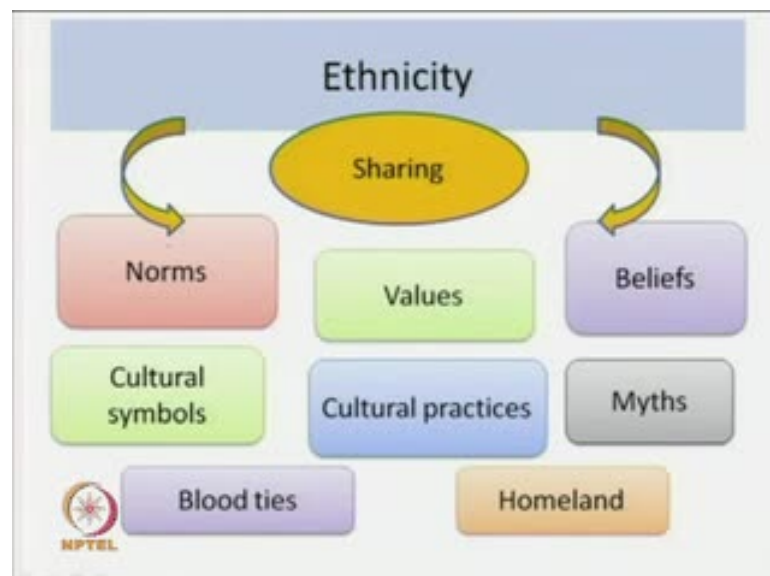 Ethnicity
Sharing
Norms
Values
Beliefs
Cultural
symbols
Cultural practices
Myths
Blood ties
Homeland
NPTEL